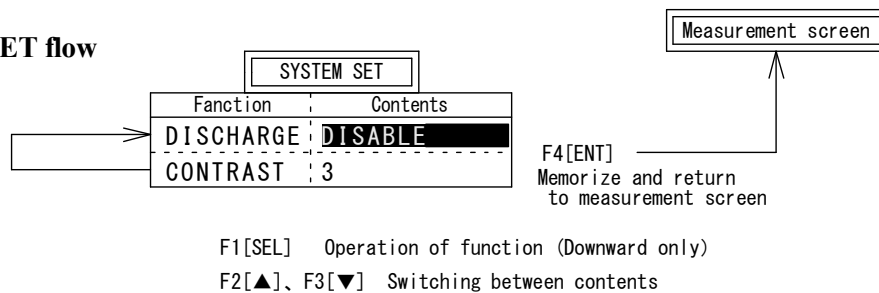 ET flow
Measurement screen
SYSTEM SET
Fanction Contents
DISCHARGE DISABLE
CONTRAST 3
F4[ENT]
Memorize and return
to measurement screen
F1[SEL] Operation of function (Downward only)
F2[▲]、F3[▼] Switching between contents